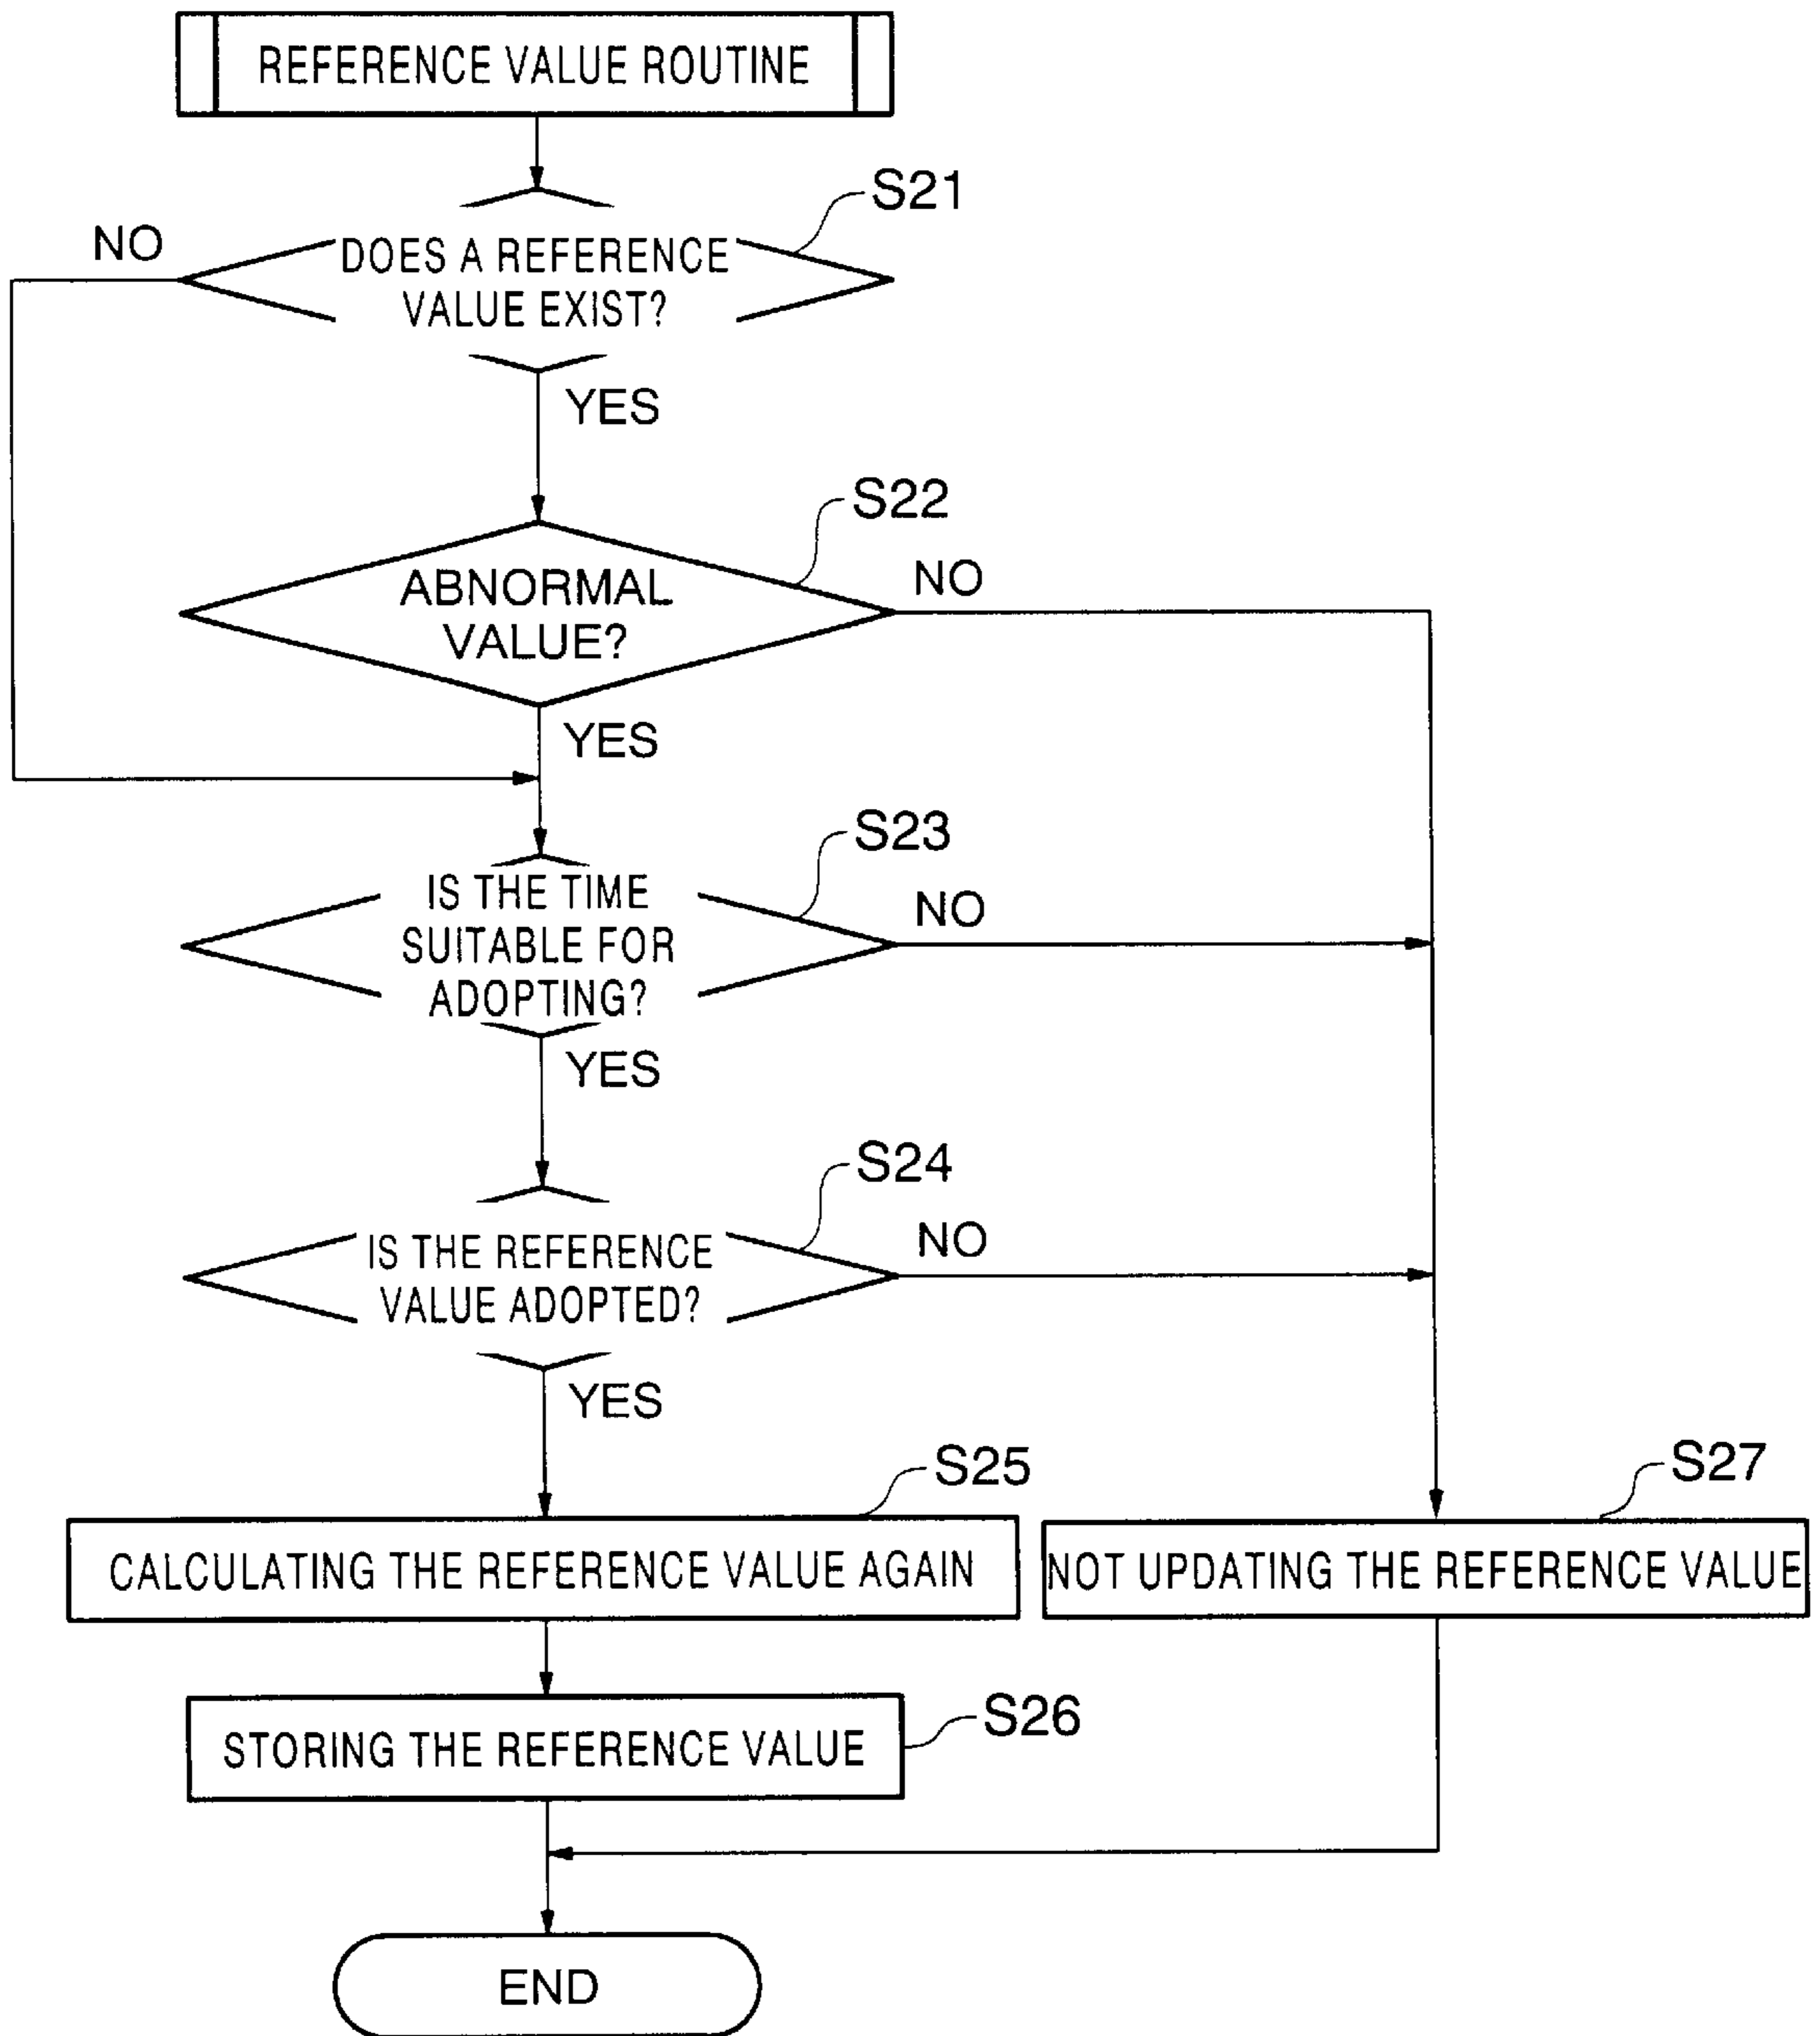 REFERENCE VALUE ROUTINE
S21
NO
DOES A REFERENCE
VALUE EXIST?
YES
S22
NO
ABNORMAL
VALUE?
YES
S23
NO
IS THE TIME
SUITABLE FOR
ADOPTING?
YES
S24
NO
IS THE REFERENCE
VALUE ADOPTED?
YES
S25
S27
CALCULATING THE REFERENCE VALUE AGAIN
NOT UPDATING THE REFERENCE VALUE
S26
STORING THE REFERENCE VALUE
END